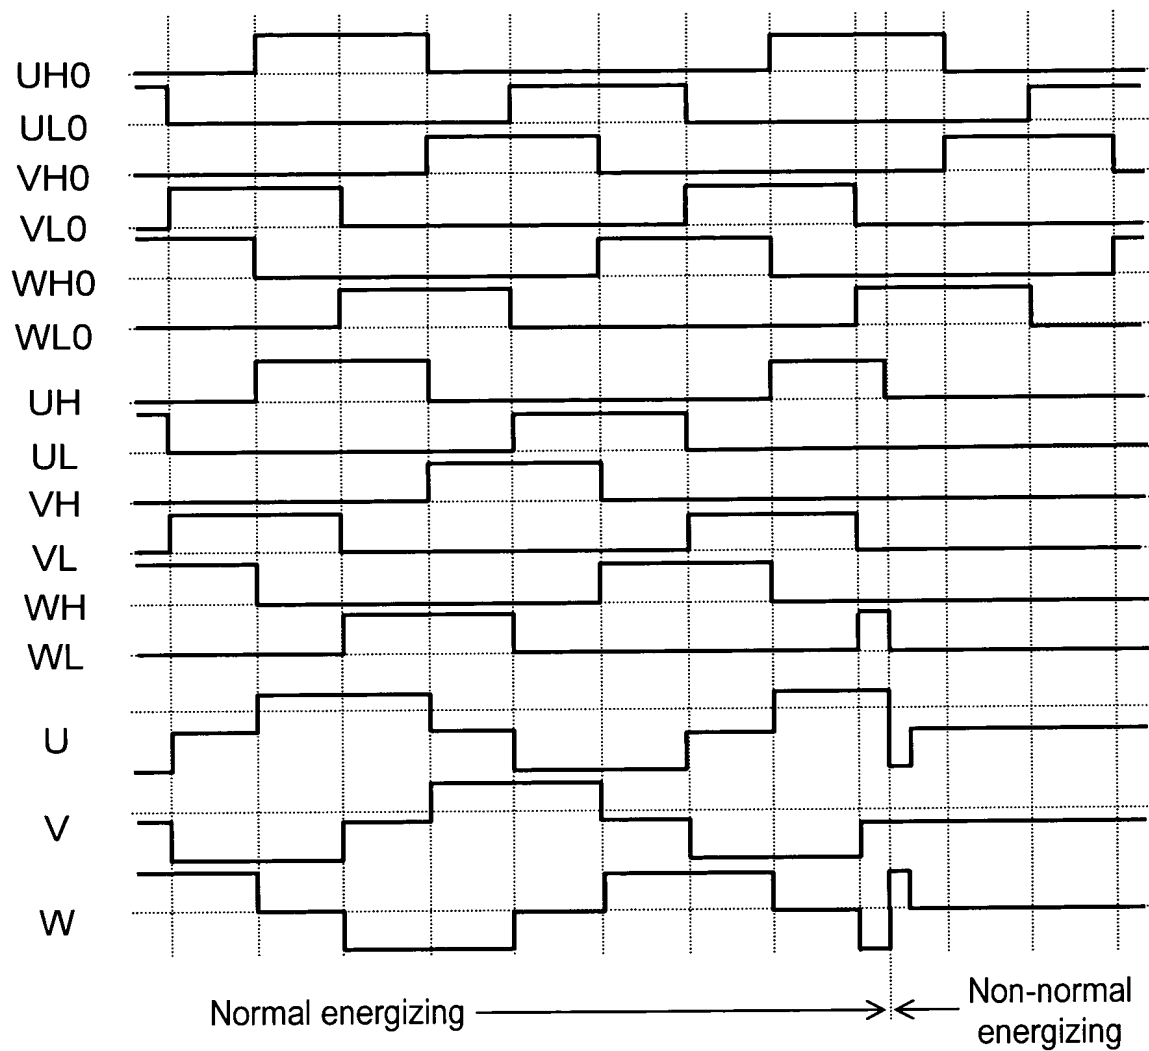 UH0
UL0
VH0
VL0
WH0
WL0
UH
UL
VH
VL
WH
WL
U
V
W
Normal energizing
Non-normal
energizing